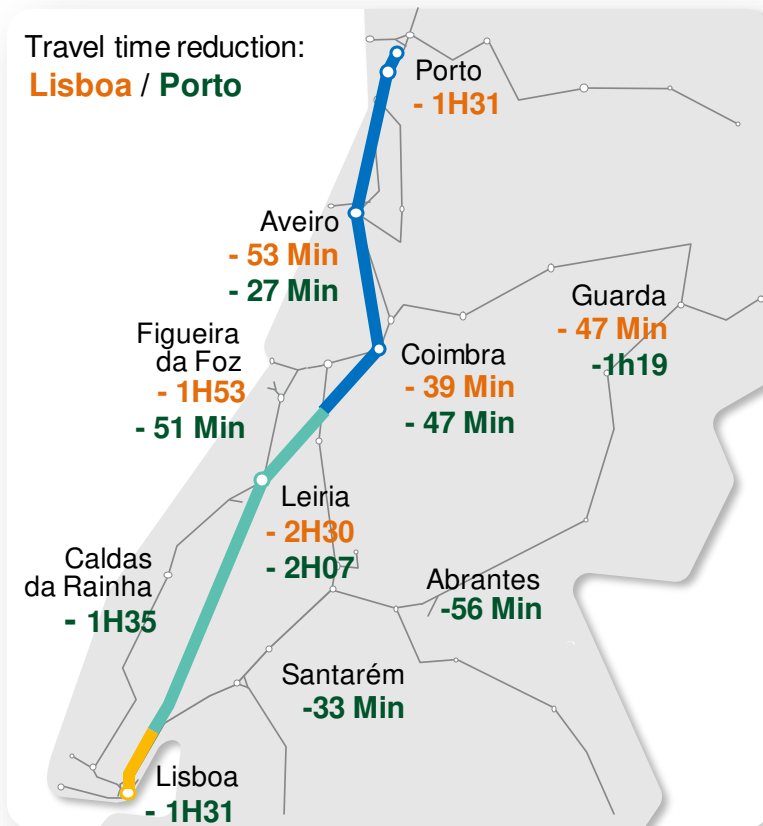 Travel time reduction:
Lisboa / Porto
Porto
- 1H31
Aveiro
- 53 Min
- 27 Min
Guarda
- 47 Min
-1h19
Figueira
da Foz
- 1H53
- 51 Min
Coimbra
- 39 Min
- 47 Min
Leiria
- 2H30
- 2H07
Caldas
da Rainha
- 1H35
Abrantes
-56 Min
Santarém
-33 Min
Lisboa
- 1H31